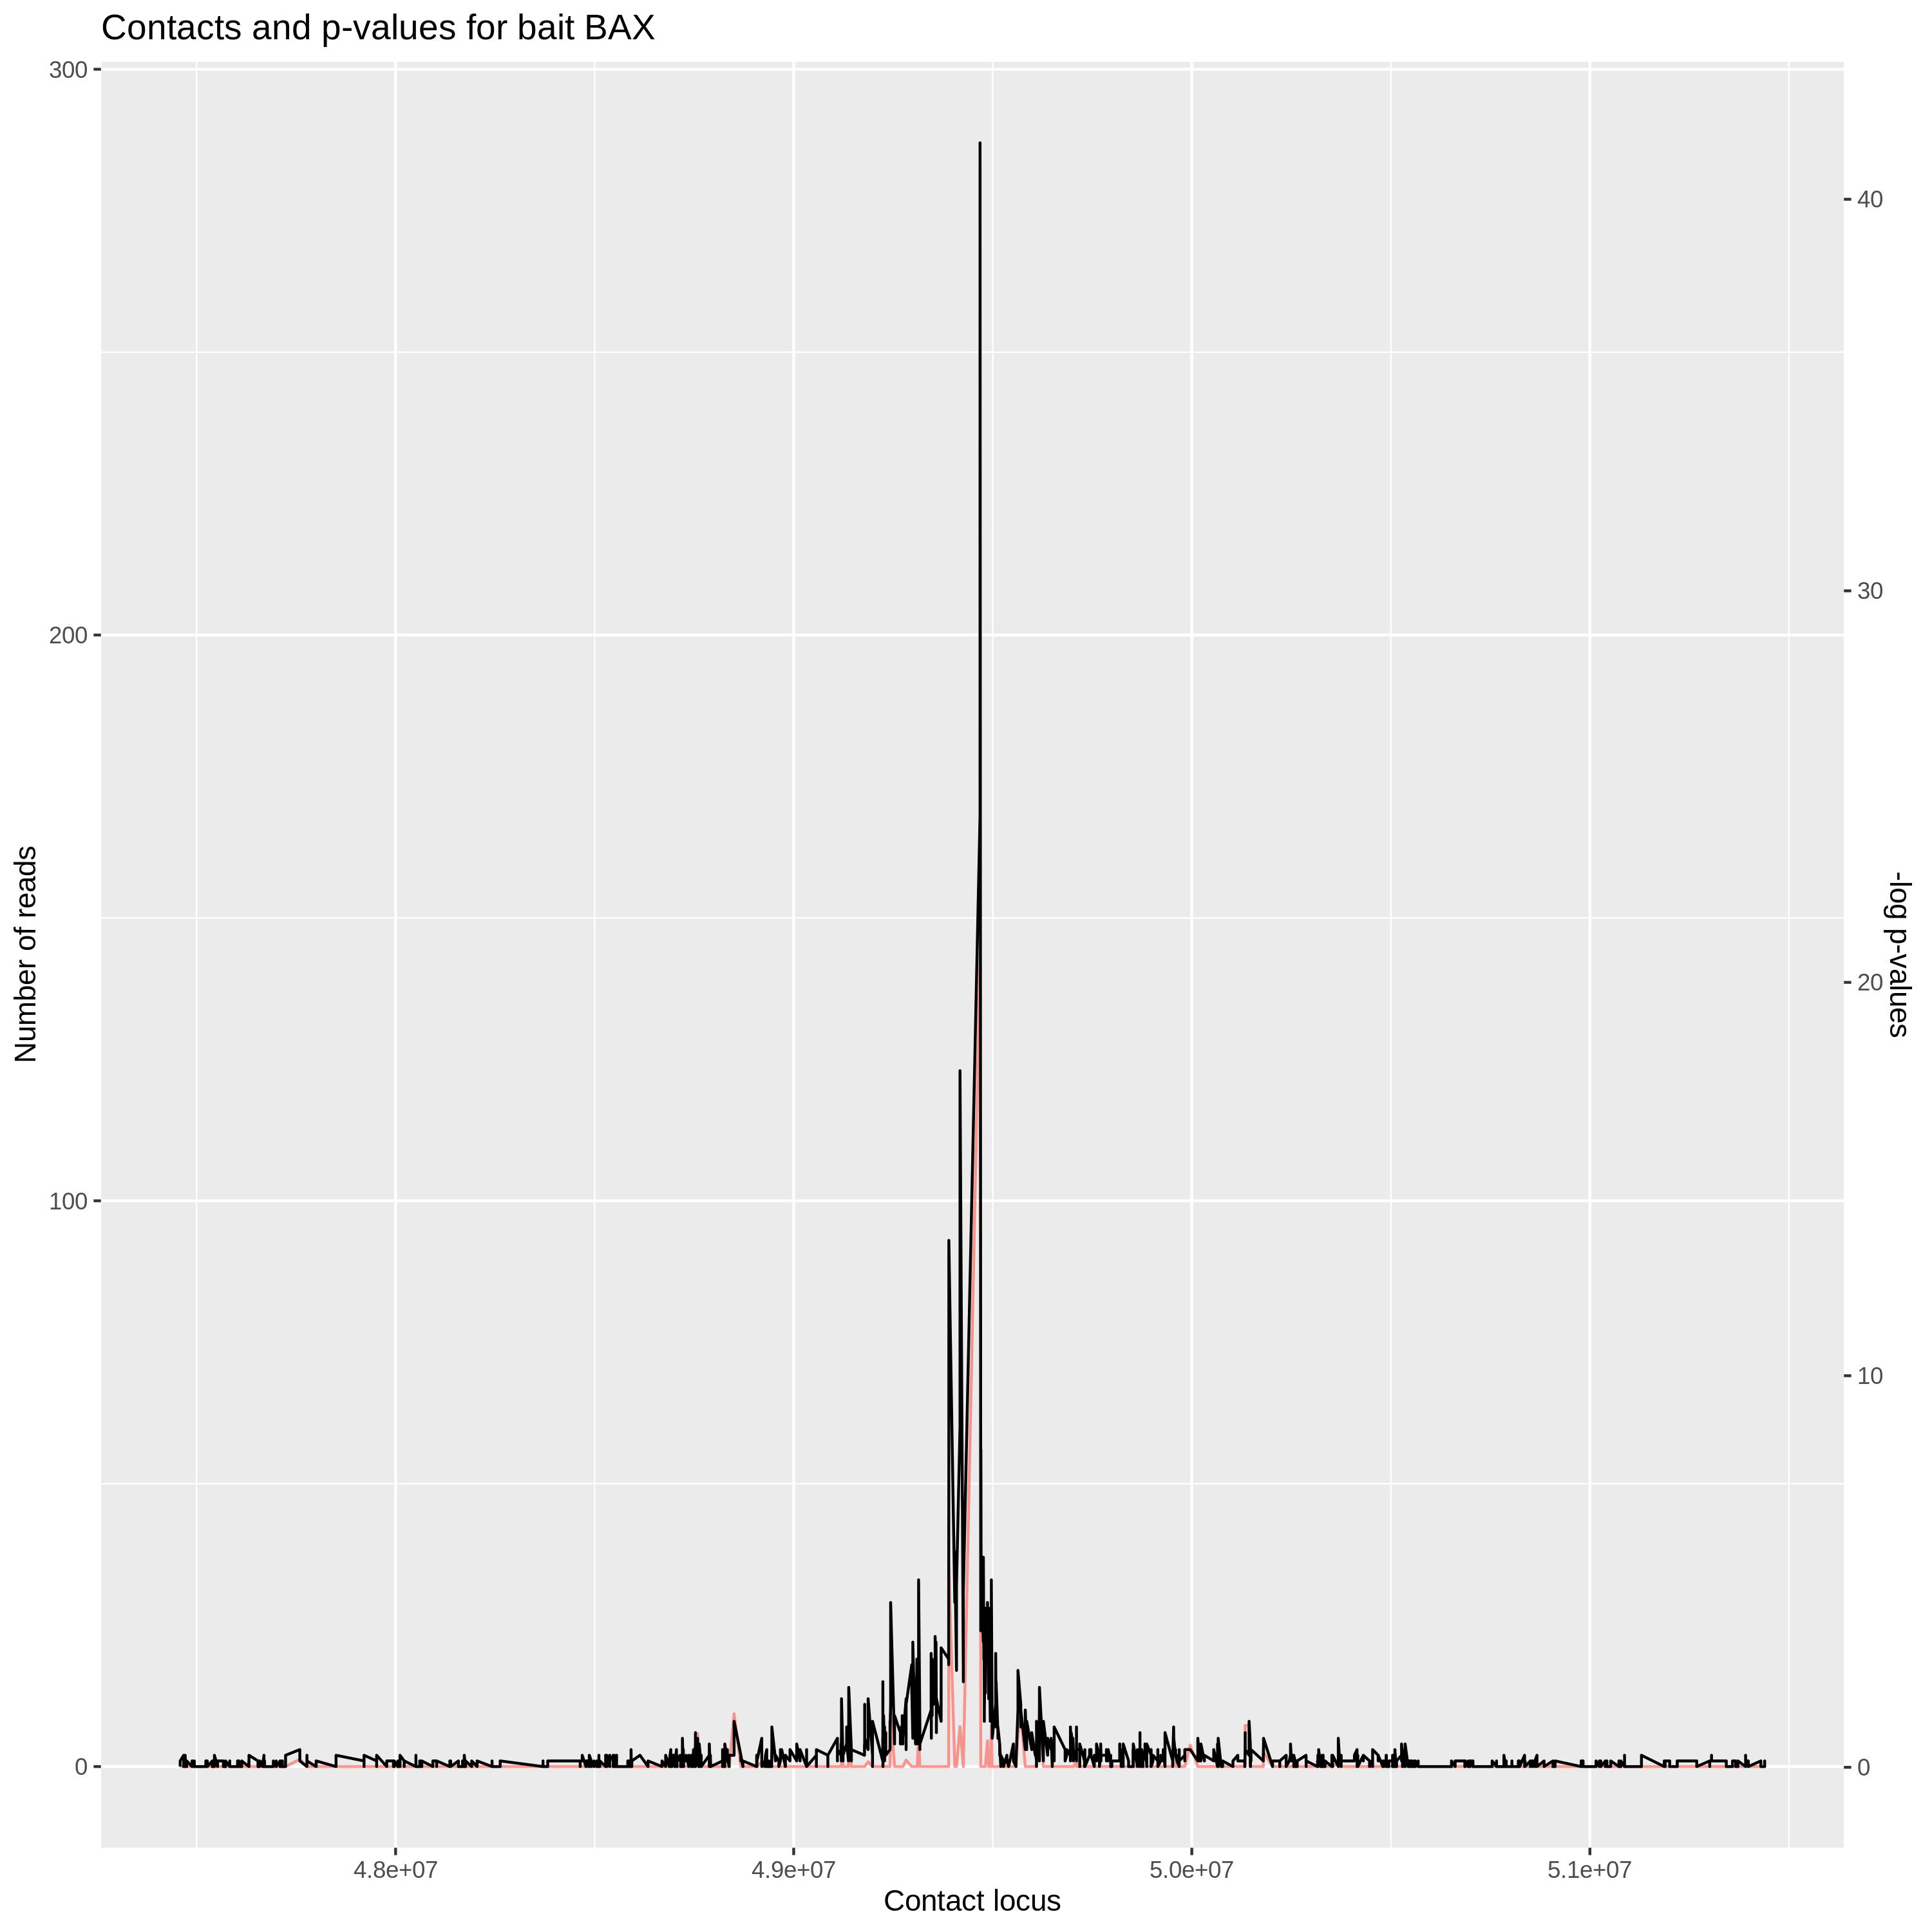 Contacts and p-values for bait BAX
300
200
100
0
Number of reads
40
30
20
10
0
-log p-values
4.8e+07
4.9e+07
5.0e+07
5.1e+07
Contact locus